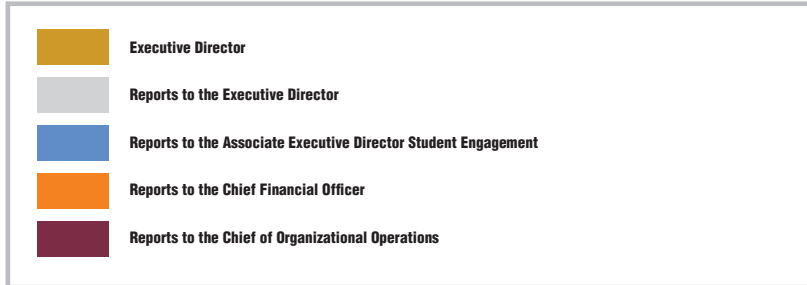 Executive Director
Reports to the Executive Director
Reports to the Associate Executive Director Student Engagement
Reports to the Chief Financial Officer
Reports to the Chief of Organizational Operations